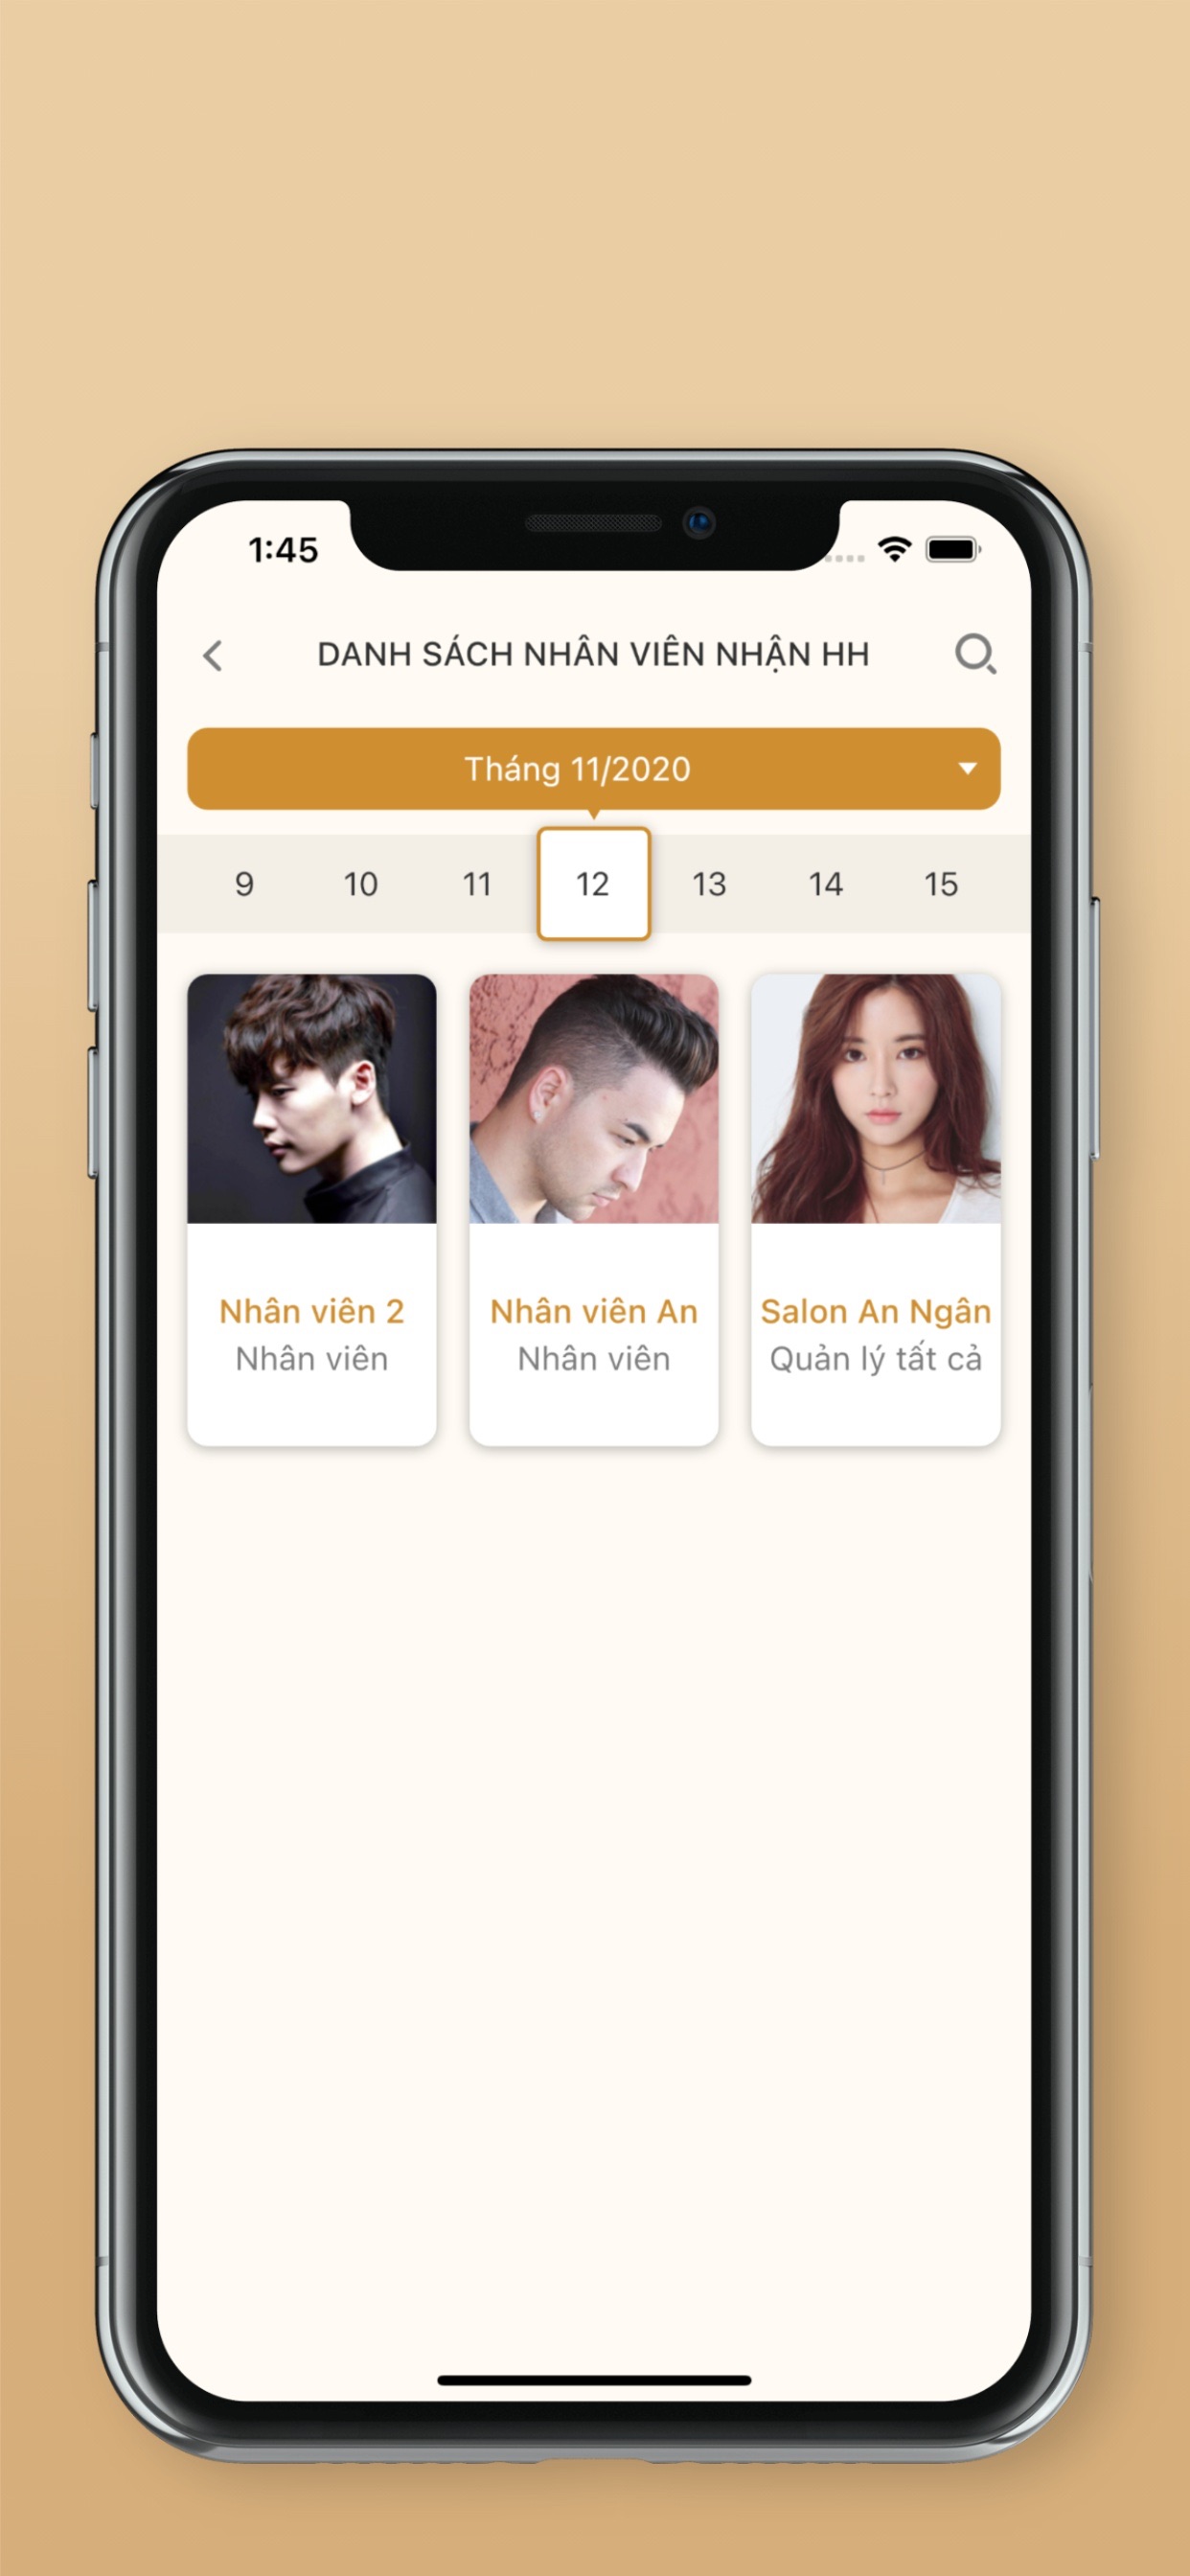 1:45
DANH SÁCH NHÂN VIÊN NHẬN HH
Tháng 11/2020
9 10 11 12 13 14 15
Nhân viên 2 Nhân viên An Salon An Ngân
Nhân viên Nhân viên Quản lý tất cả